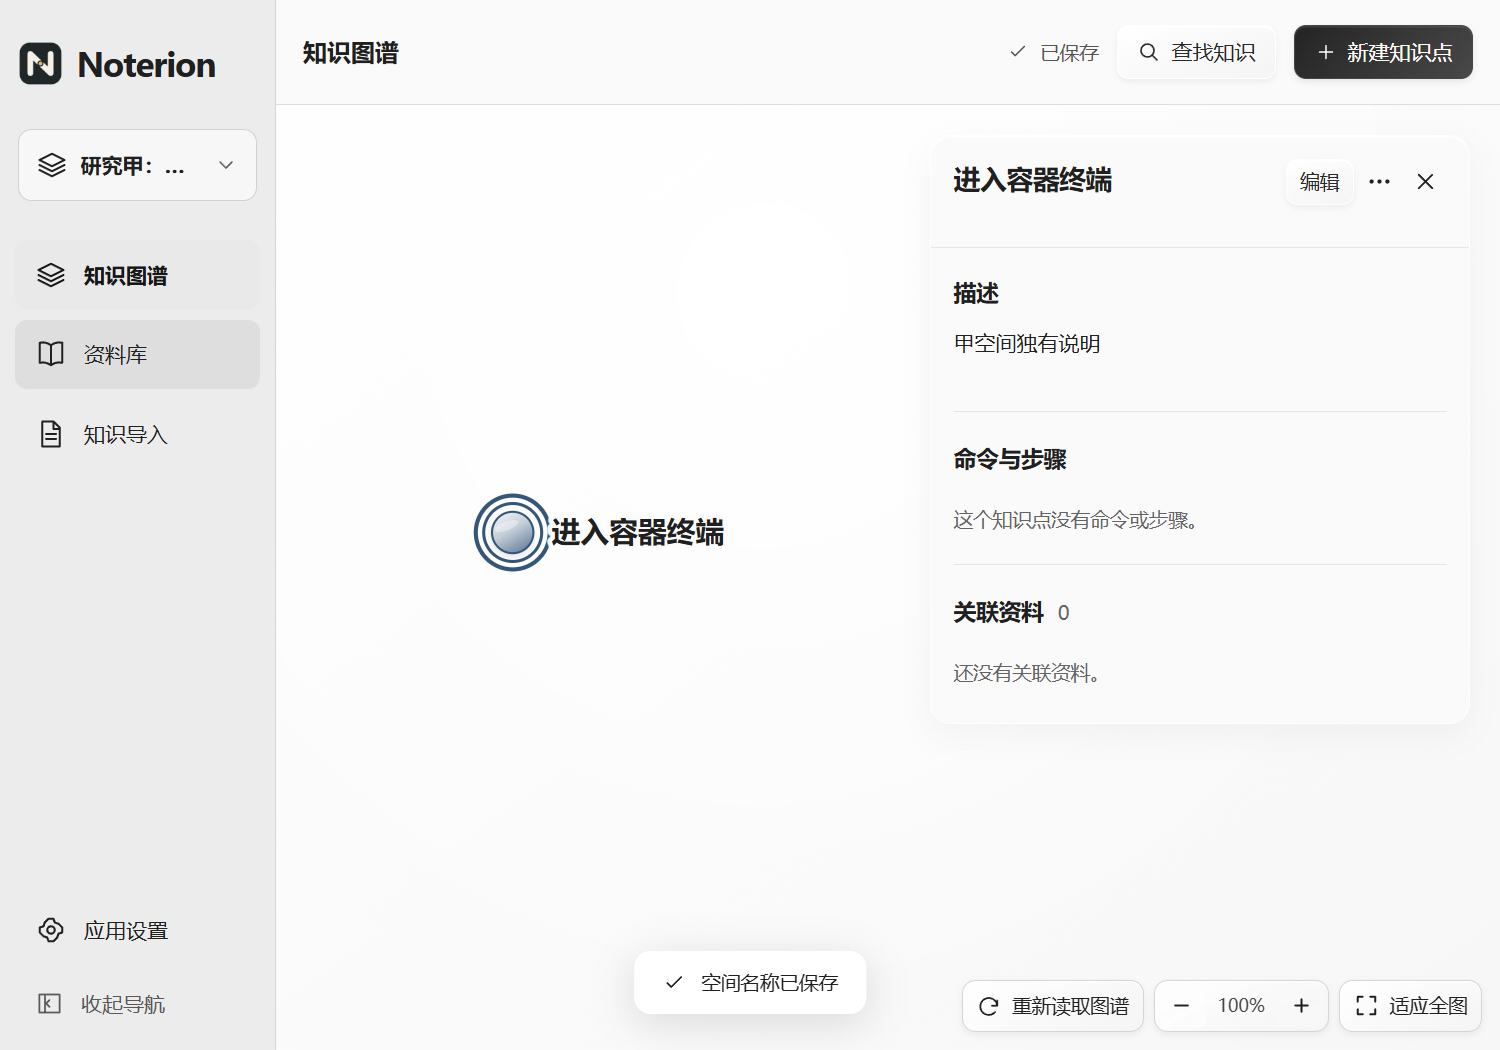 Noterion
研究甲：...
知识图谱
资料库
知识导入
应用设置
收起导航
知识图谱
已保存
查找知识
新建知识点
进入容器终端
进入容器终端
编辑
描述
甲空间独有说明
命令与步骤
这个知识点没有命令或步骤。
关联资料 0
还没有关联资料。
空间名称已保存
重新读取图谱
100%
适应全图